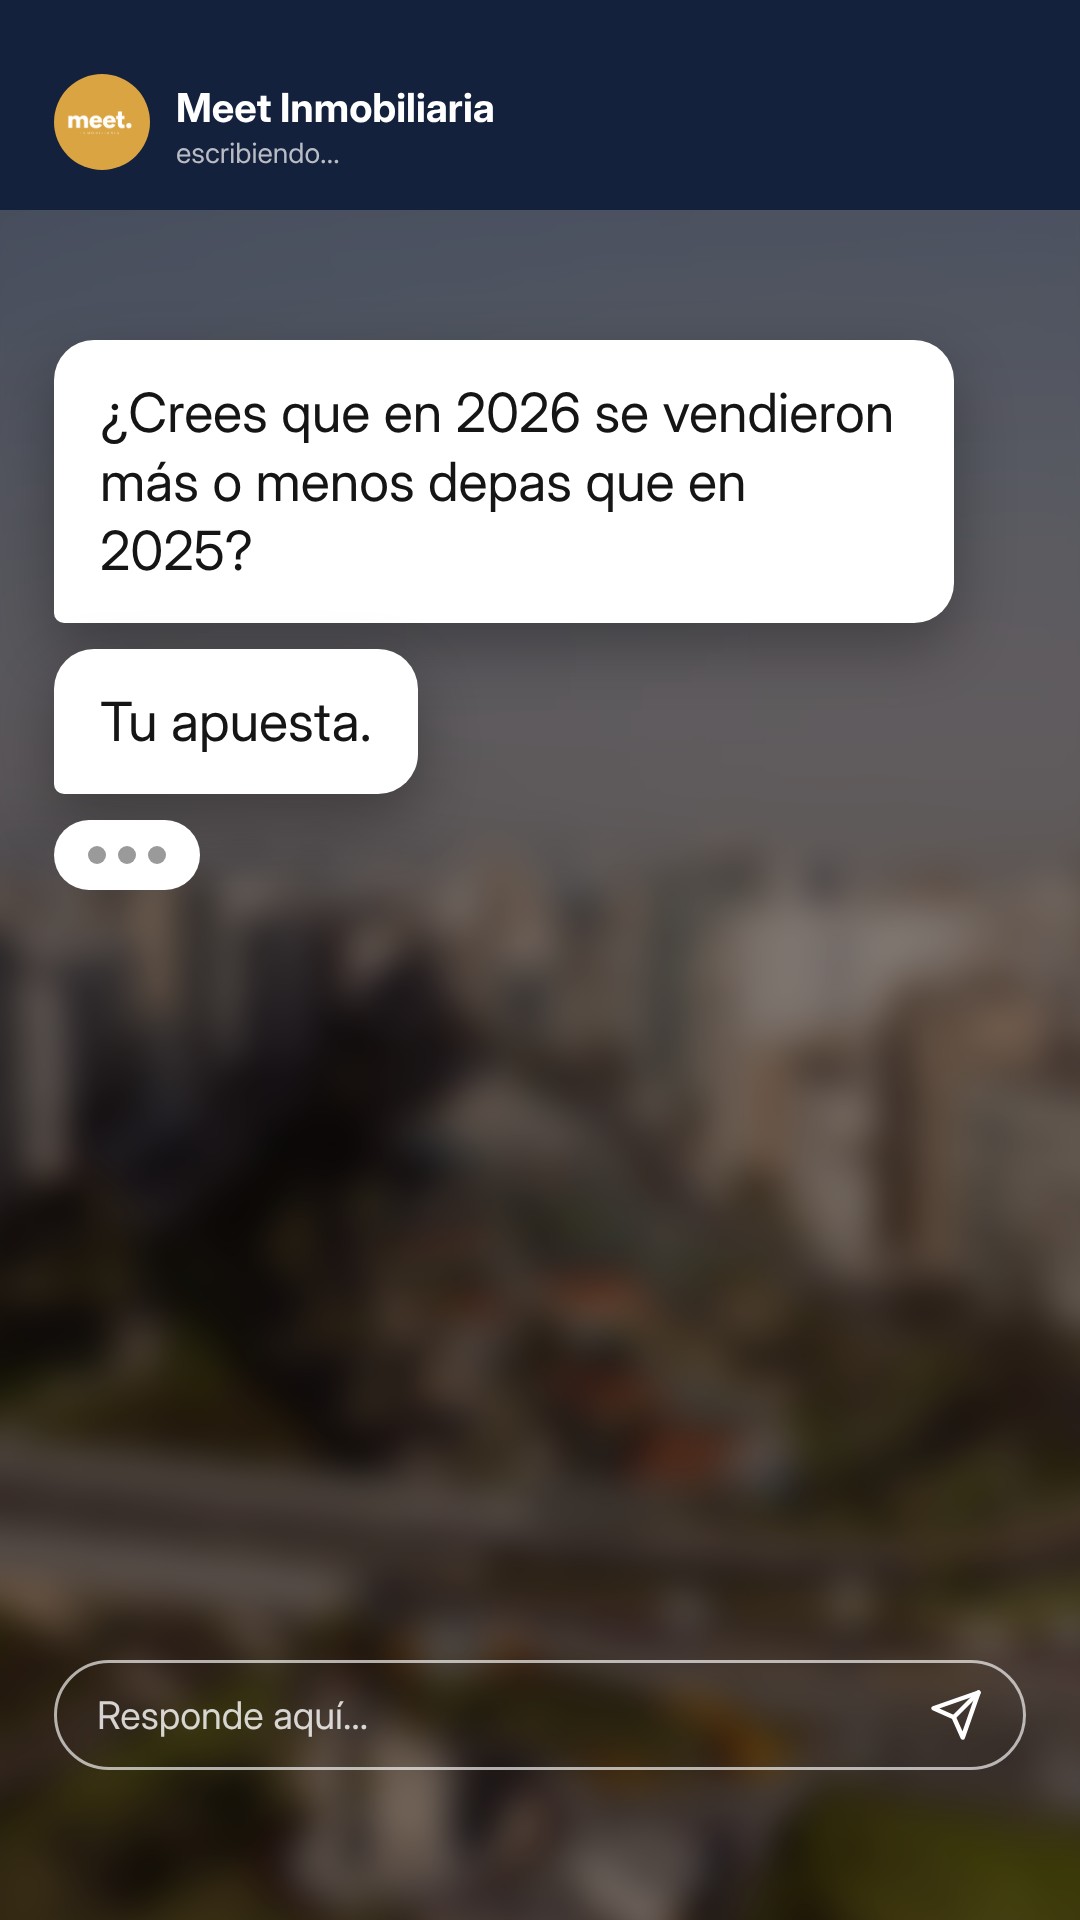 meet.
Meet Inmobiliaria
escribiendo...
¿Crees que en 2026 se vendieron
más o menos depas que en
2025?
Tu apuesta.
Responde aquí...